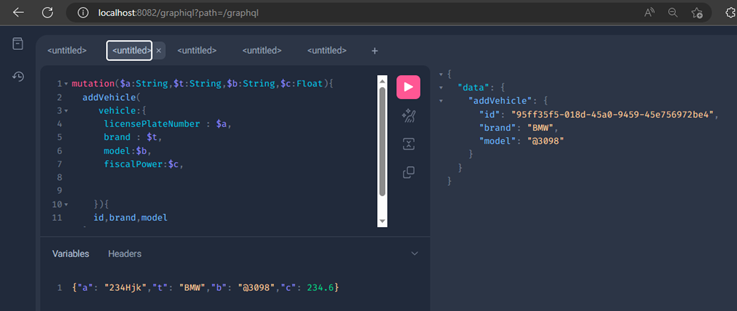 localhost:8082/graphiql?path=/graphql
<untitled> <untitled> × <untitled> <untitled> <untitled> +
1 mutation($a:String,$t:String,$b:String,$c:Float){
2 addVehicle(
3 vehicle:{
4 licensePlateNumber : $a,
5 brand : $t,
6 model:$b,
7 fiscalPower:$c,
8
9
10 }){
11 id,brand,model
Variables Headers
1 {"a": "234Hjk","t": "BMW","b": "@3098","c": 234.6}
{
"data": {
"addVehicle": {
"id": "95ff35f5-018d-45a0-9459-45e756972be4",
"brand": "BMW",
"model": "@3098"
}
}
}